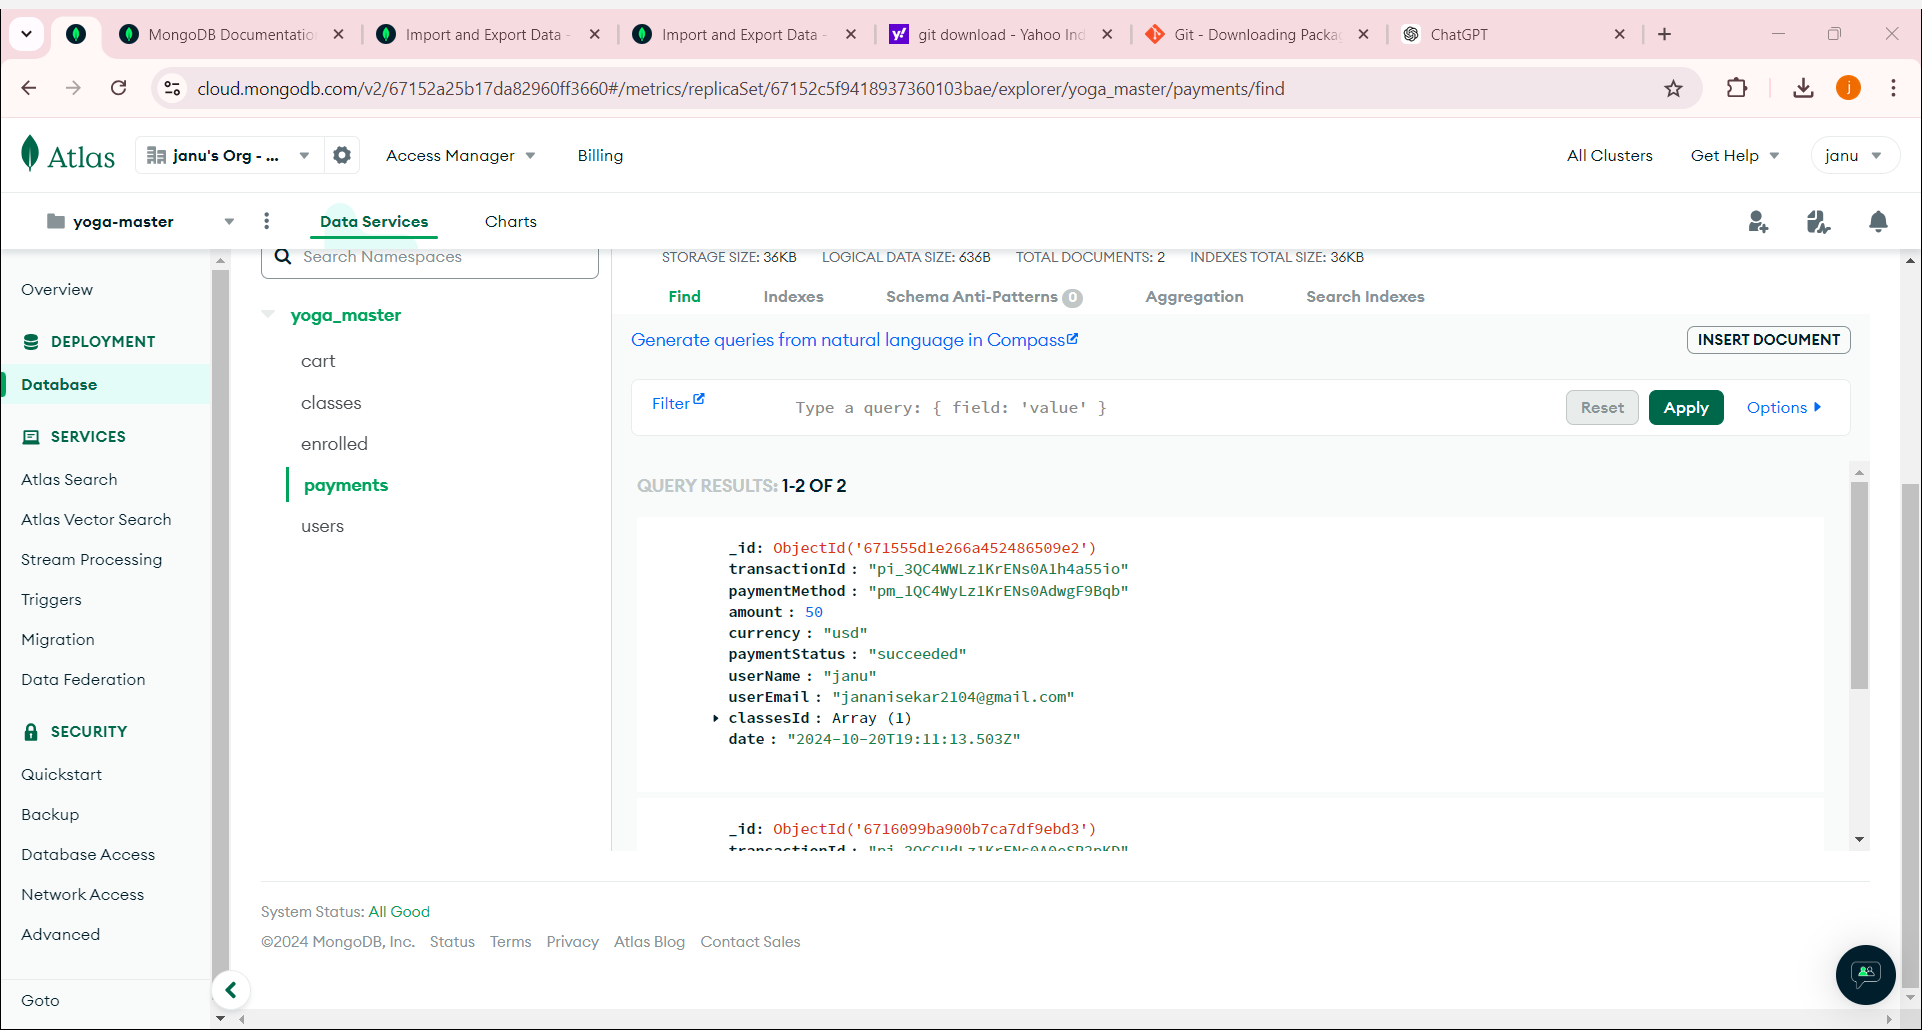 MongoDB Documentatio
Import and Export Data -
Import and Export Data -
git download - Yahoo Ind
Git - Downloading Packa
ChatGPT
cloud.mongodb.com/v2/67152a25b17da82960ff3660#/metrics/replicaSet/67152c5f9418937360103bae/explorer/yoga_master/payments/find
j
Atlas
janu's Org - ...
Access Manager
Billing
All Clusters
Get Help
janu
yoga-master
Data Services
Charts
Overview
DEPLOYMENT
Database
SERVICES
Atlas Search
Atlas Vector Search
Stream Processing
Triggers
Migration
Data Federation
SECURITY
Quickstart
Backup
Database Access
Network Access
Advanced
Goto
Search Namespaces
yoga_master
cart
classes
enrolled
payments
users
STORAGE SIZE: 36KB LOGICAL DATA SIZE: 636B TOTAL DOCUMENTS: 2 INDEXES TOTAL SIZE: 36KB
Find Indexes Schema Anti-Patterns 0 Aggregation Search Indexes
Generate queries from natural language in Compass
INSERT DOCUMENT
Filter
Type a query: { field: 'value' }
Reset
Apply
Options
QUERY RESULTS: 1-2 OF 2
_id: ObjectId('671555d1e266a452486509e2')
transactionId : "pi_3QC4WWLz1KrENs0A1h4a55io"
paymentMethod : "pm_1QC4WyLz1KrENs0AdwgF9Bqb"
amount : 50
currency : "usd"
paymentStatus : "succeeded"
userName : "janu"
userEmail : "jananisekar2104@gmail.com"
classesId : Array (1)
date : "2024-10-20T19:11:13.503Z"
_id: ObjectId('6716099ba900b7ca7df9ebd3')
transactionId :
System Status: All Good
©2024 MongoDB, Inc. Status Terms Privacy Atlas Blog Contact Sales